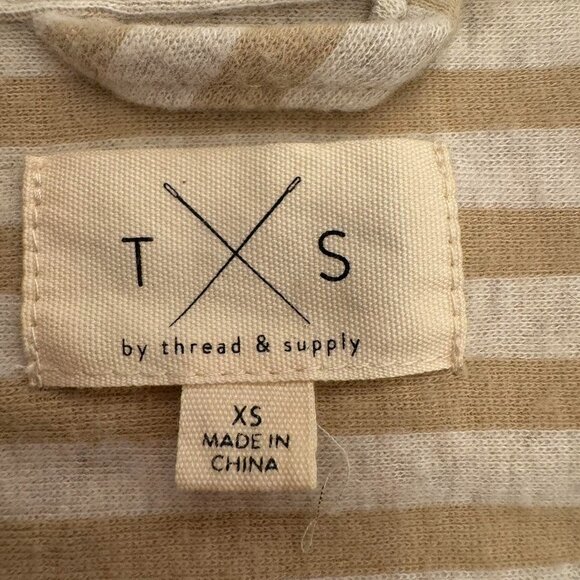 T S
by thread & supply
XS
MADE IN
CHINA